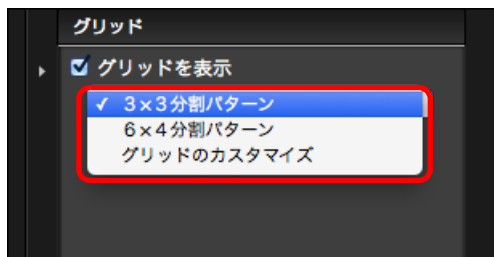 グリッド
グリッドを表示
✓ 3×3分割パターン
6×4分割パターン
グリッドのカスタマイズ